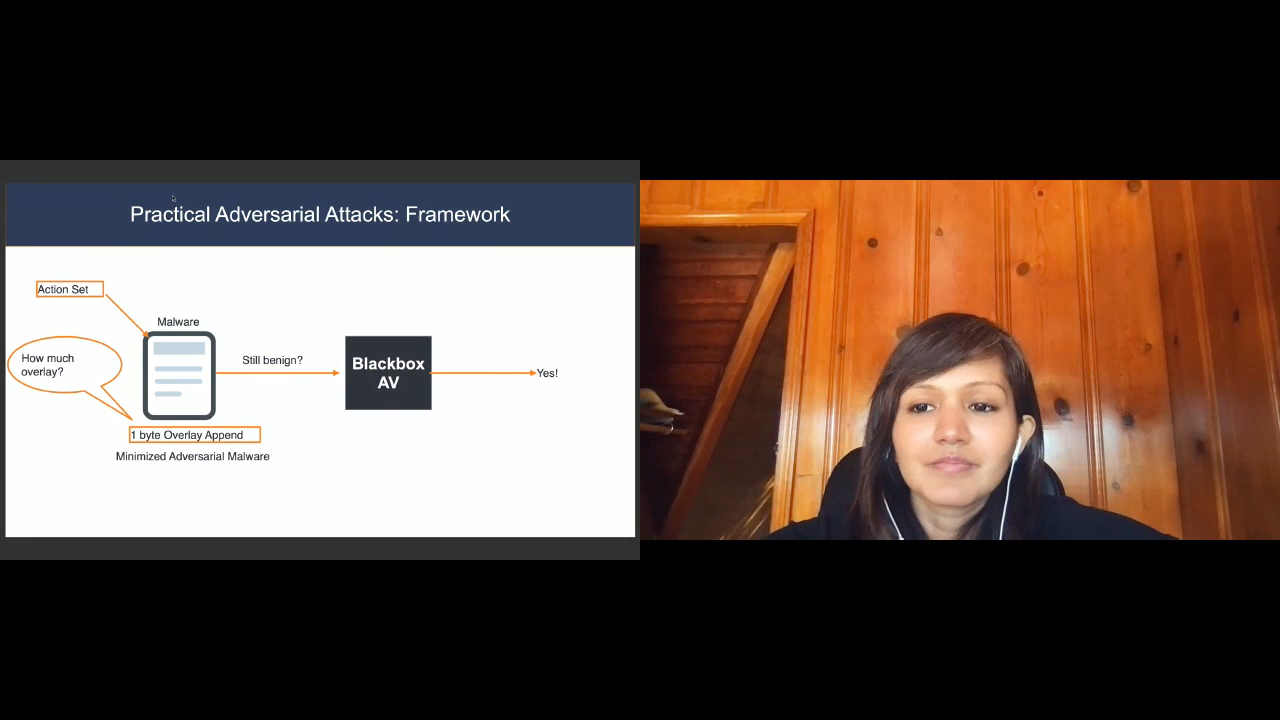 Practical Adversarial Attacks: Framework
Action Set
Malware
How much
overlay?
Still benign?
Blackbox
AV
Yes!
1 byte Overlay Append
Minimized Adversarial Malware